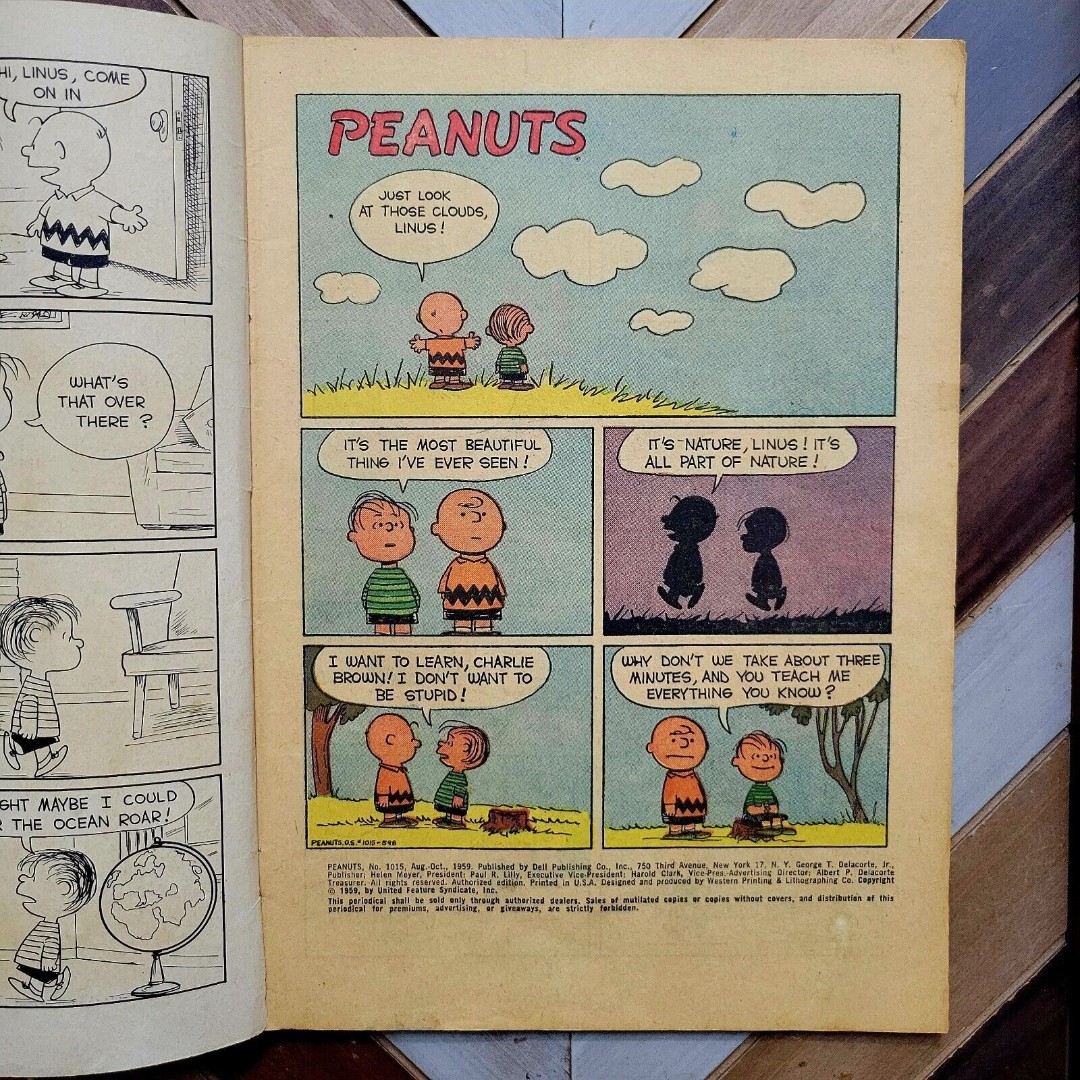 HI, LINUS, COME
ON IN
WHAT'S
THAT OVER
THERE ?
GHT MAYBE I COULD
R THE OCEAN ROAR!
PEANUTS
JUST LOOK
AT THOSE CLOUDS,
LINUS!
IT'S THE MOST BEAUTIFUL
THING I'VE EVER SEEN!
IT'S NATURE, LINUS! IT'S
ALL PART OF NATURE!
I WANT TO LEARN, CHARLIE
BROWN! I DON'T WANT TO
BE STUPID!
WHY DON'T WE TAKE ABOUT THREE
MINUTES, AND YOU TEACH ME
EVERYTHING YOU KNOW?
PEANUTS, O.S. #1015-598
PEANUTS, No. 1015, Aug.-Oct., 1959. Published by Dell Publishing Co., Inc., 750 Third Avenue, New York 17, N. Y. George T. Delacorte, Jr.,
Publisher; Helen Meyer, President; Paul R. Lilly, Executive Vice-President; Harold Clark, Vice-Pres.-Advertising Director; Albert P. Delacorte
Treasurer. All rights reserved. Authorized edition. Printed in U.S.A. Designed and produced by Western Printing & Lithographing Co. Copyright
© 1959, by United Feature Syndicate, Inc.
This periodical shall be sold only through authorized dealers. Sales of mutilated copies or copies without covers, and distribution of this
periodical for premiums, advertising, or giveaways, are strictly forbidden.